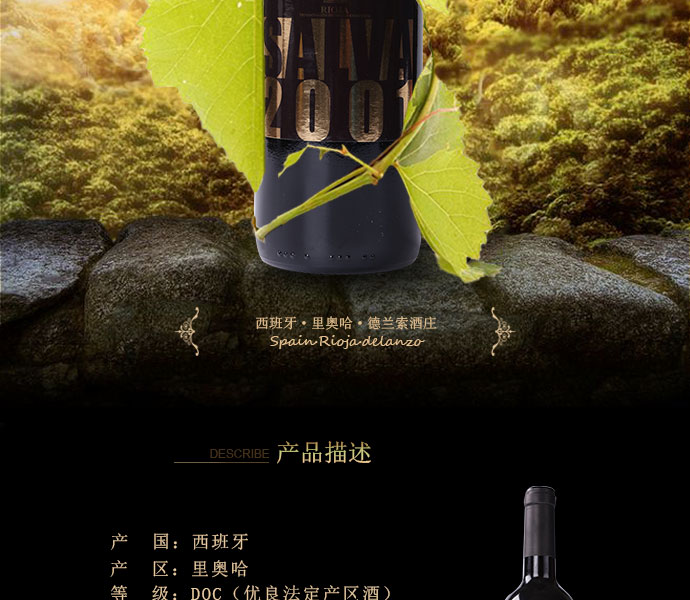 RIOJA
SALVA
2001
西班牙·里奥哈·德兰索酒庄
Spain Rioja delanzo
DESCRIBE 产品描述
产 国：西班牙
产 区：里奥哈
等 级：DOC（优良法定产区酒）